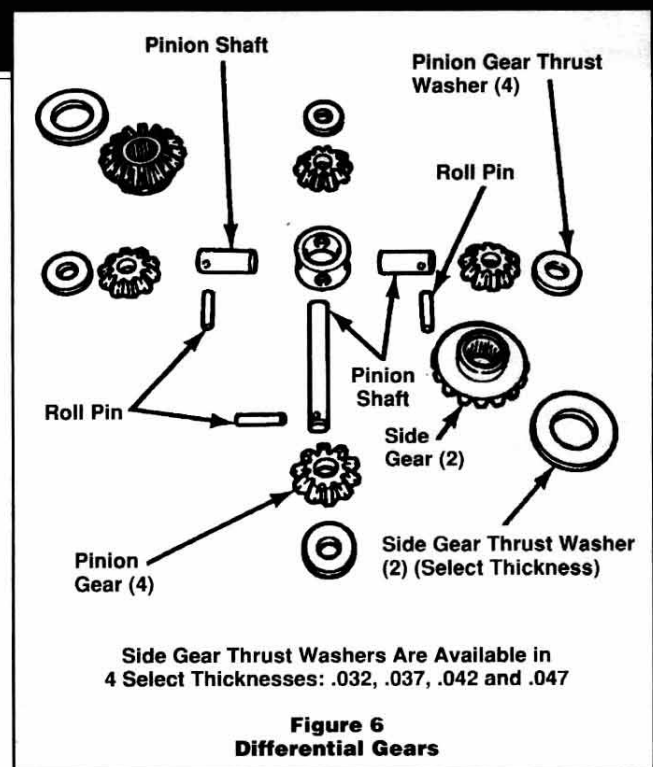 Pinion Shaft
Pinion Gear Thrust
Washer (4)
Roll Pin
Pinion
Shaft
Roll Pin
Side
Gear (2)
Pinion
Gear (4)
Side Gear Thrust Washer
(2) (Select Thickness)
Side Gear Thrust Washers Are Available in
4 Select Thicknesses: .032, .037, .042 and .047
Figure 6
Differential Gears